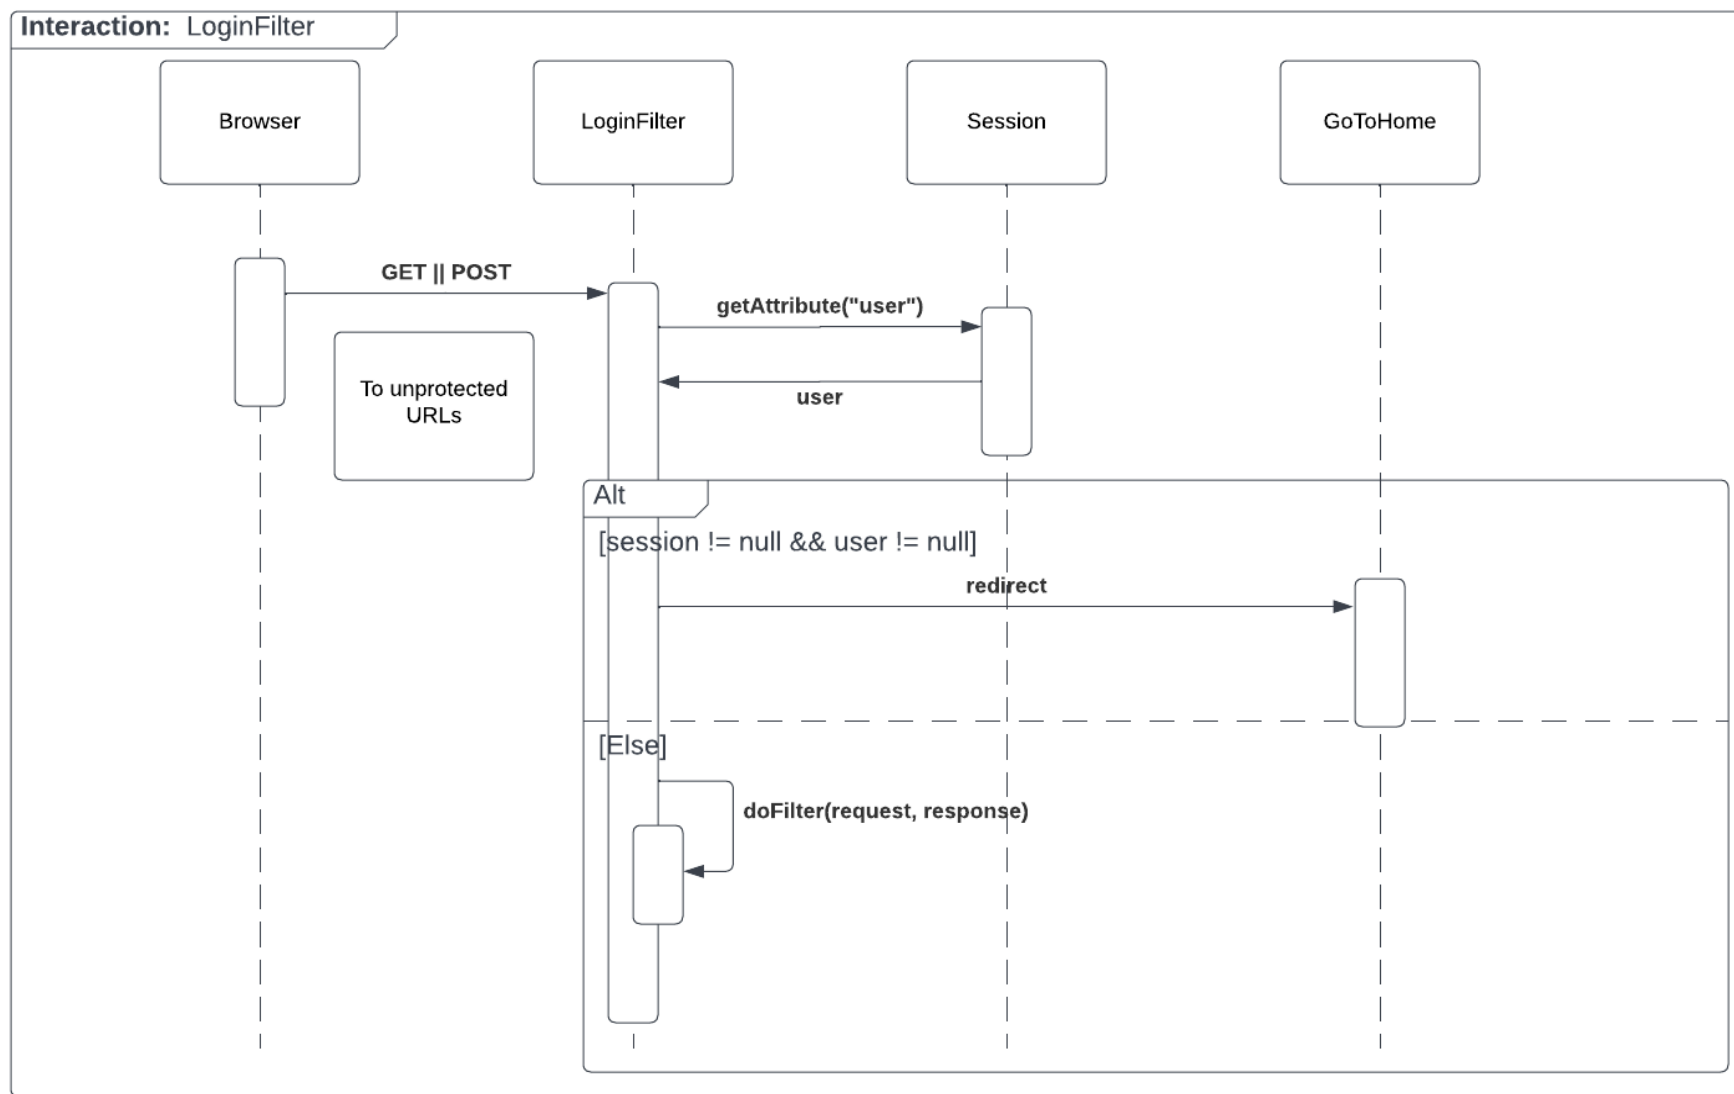 Interaction: LoginFilter
Browser
LoginFilter
Session
GoToHome
GET || POST
getAttribute("user")
To unprotected
URLs
user
Alt
[session != null && user != null]
redirect
[Else]
doFilter(request, response)